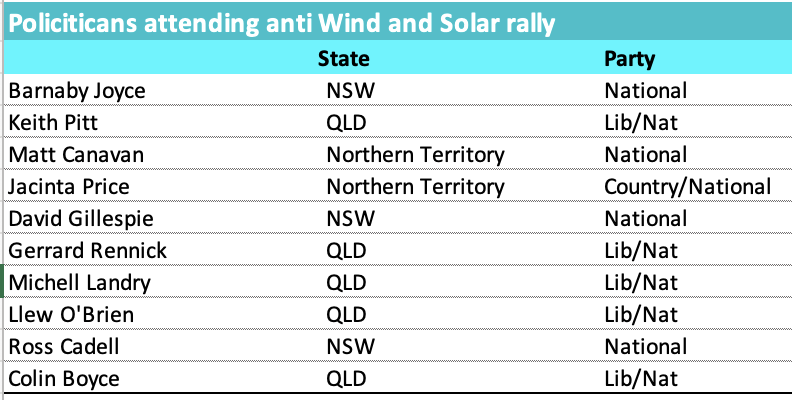 Policiticans attending anti Wind and Solar rally
State Party
Barnaby Joyce NSW National
Keith Pitt QLD Lib/Nat
Matt Canavan Northern Territory National
Jacinta Price Northern Territory Country/National
David Gillespie NSW National
Gerrard Rennick QLD Lib/Nat
Michell Landry QLD Lib/Nat
Llew O'Brien QLD Lib/Nat
Ross Cadell NSW National
Colin Boyce QLD Lib/Nat